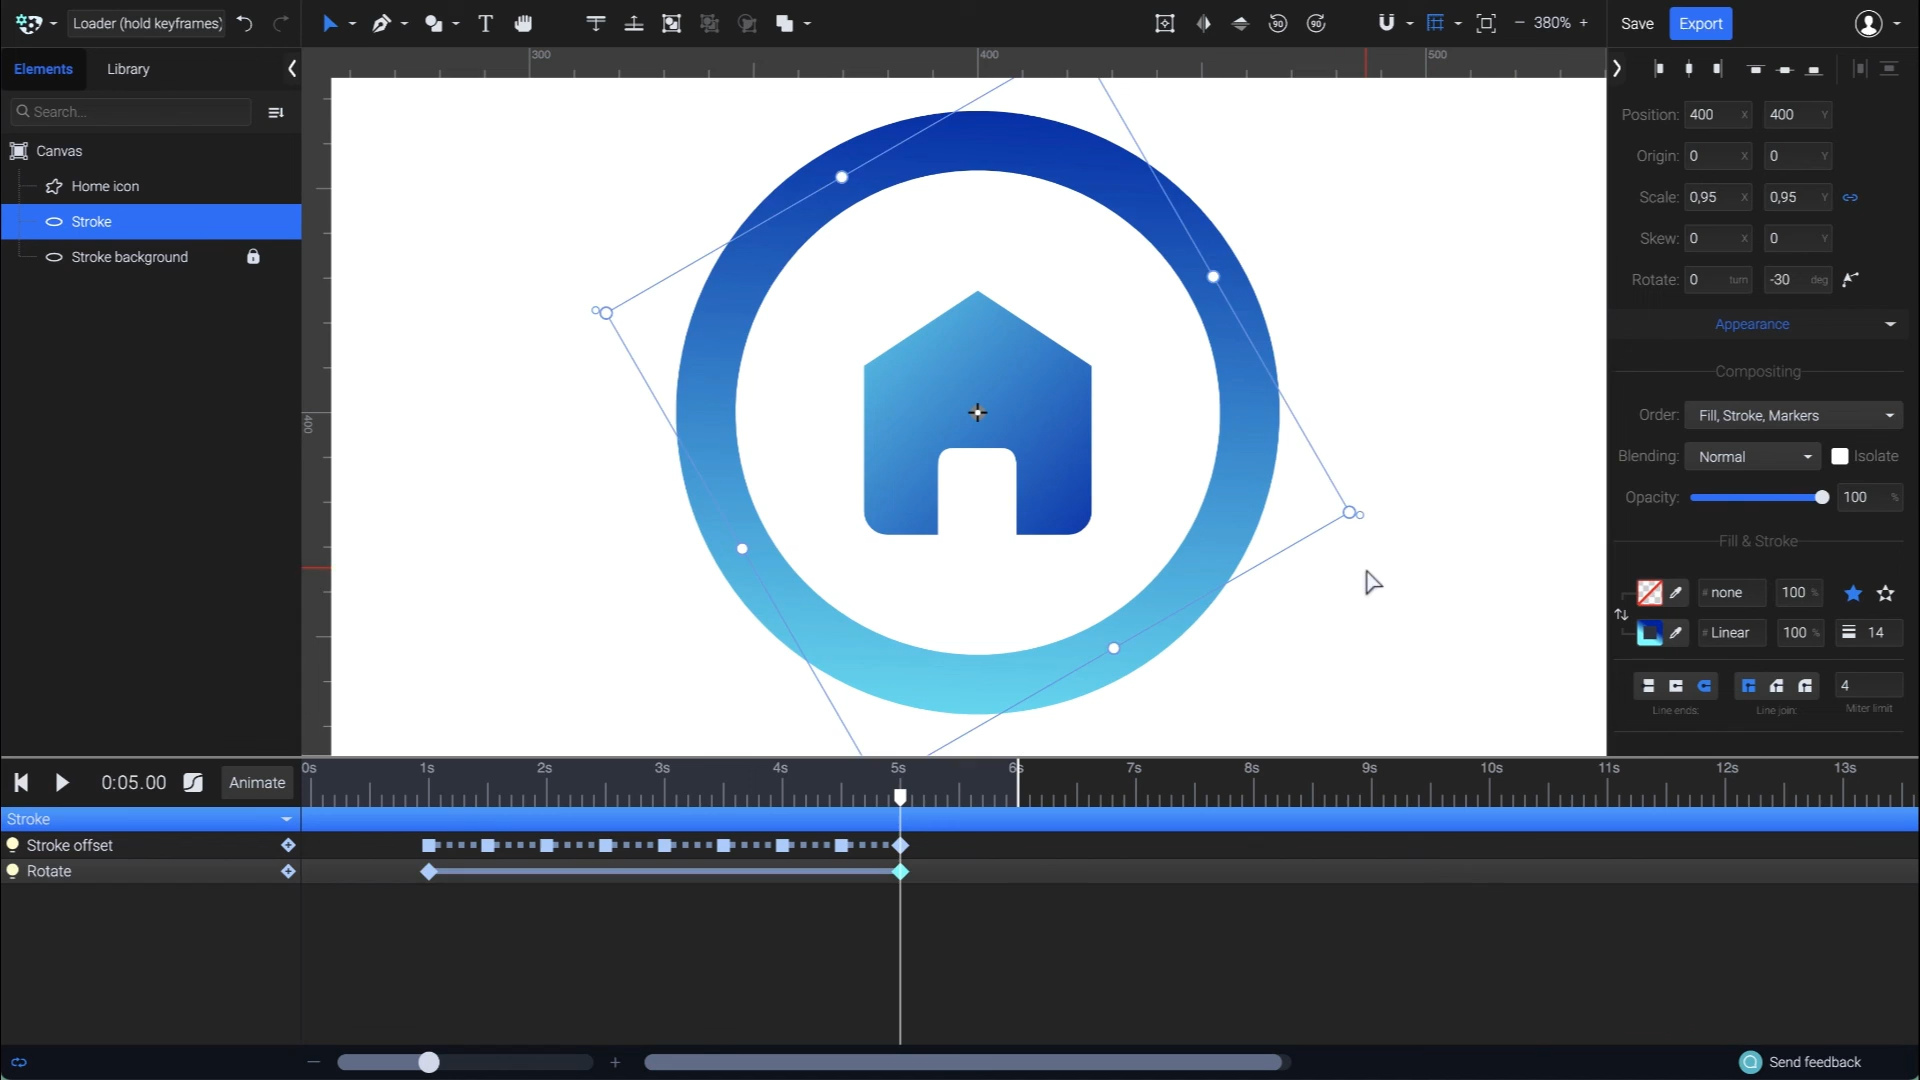 Loader (hold keyframes)
T
90
90
− 380% +
Save
Export
300
400
500
Elements
Library
Search...
Canvas
Home icon
Stroke
Stroke background
400
Position: 400 X 400 Y
Origin: 0 X 0 Y
Scale: 0,95 X 0,95 Y
Skew: 0 X 0 Y
Rotate: 0 turn -30 deg
Appearance
Compositing
Order: Fill, Stroke, Markers
Blending: Normal Isolate
Opacity: 100 %
Fill & Stroke
# none 100 %
# Linear 100 % 14
4
Line ends: Line join: Miter limit
0:05.00
Animate
0s 1s 2s 3s 4s 5s 6s 7s 8s 9s 10s 11s 12s 13s
Stroke
Stroke offset
Rotate
Send feedback